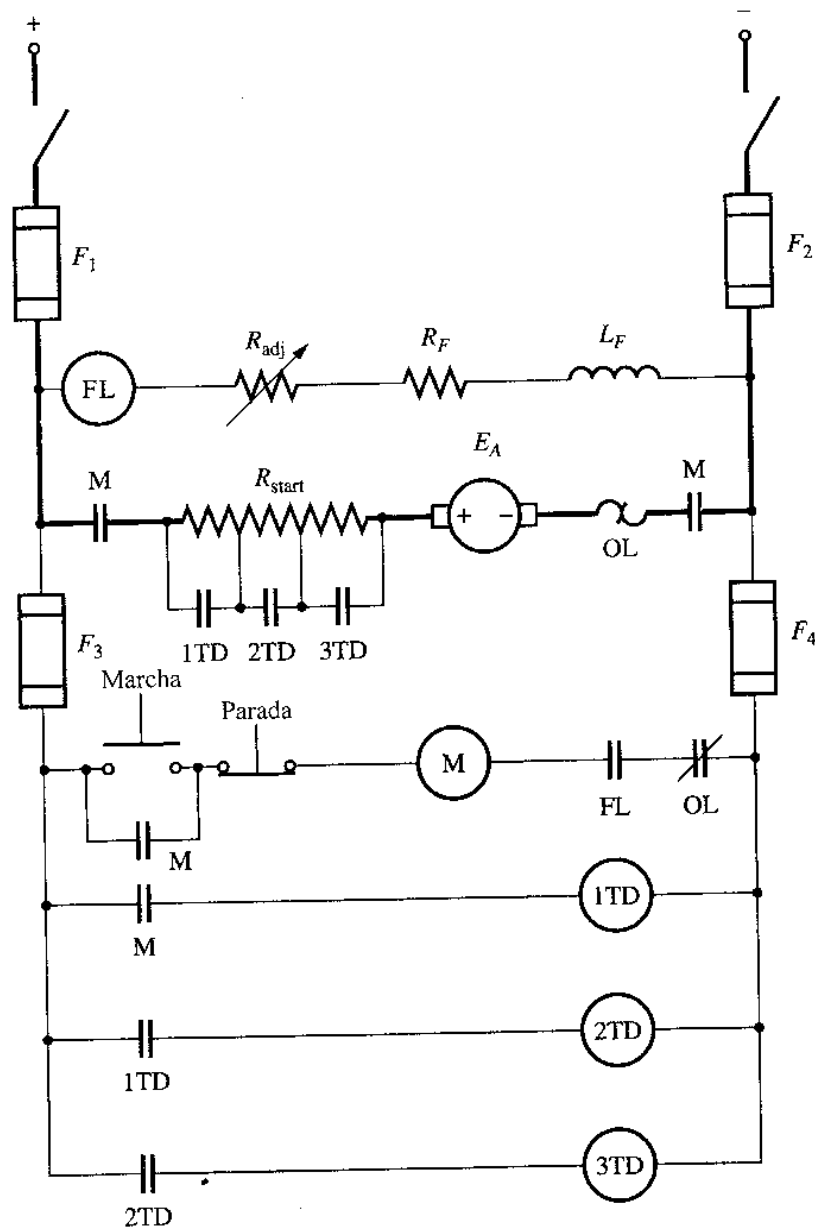 + −
F1 F2
Radj RF LF
FL
EA
M Rstart M
+ −
OL
1TD 2TD 3TD
F3 F4
Marcha
Parada
M
FL OL
M
1TD
M
2TD
1TD
3TD
2TD